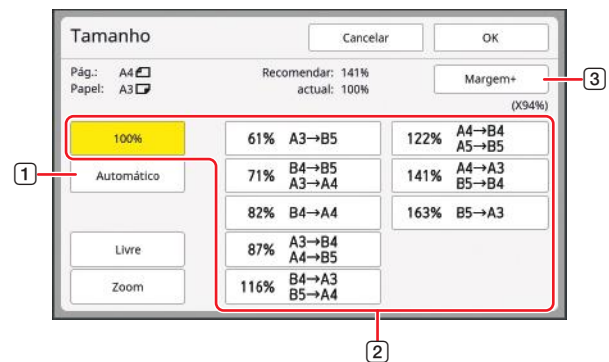 Tamanho
Cancelar
OK
Pág.: A4
Papel: A3
Recomendar: 141%
actual: 100%
Margem+
(X94%)
3
100%
61% A3→B5
122% A4→B4
A5→B5
1
Automático
71% B4→B5
A3→A4
141% A4→A3
B5→B4
82% B4→A4
163% B5→A3
Livre
87% A3→B4
A4→B5
Zoom
116% B4→A3
B5→A4
2